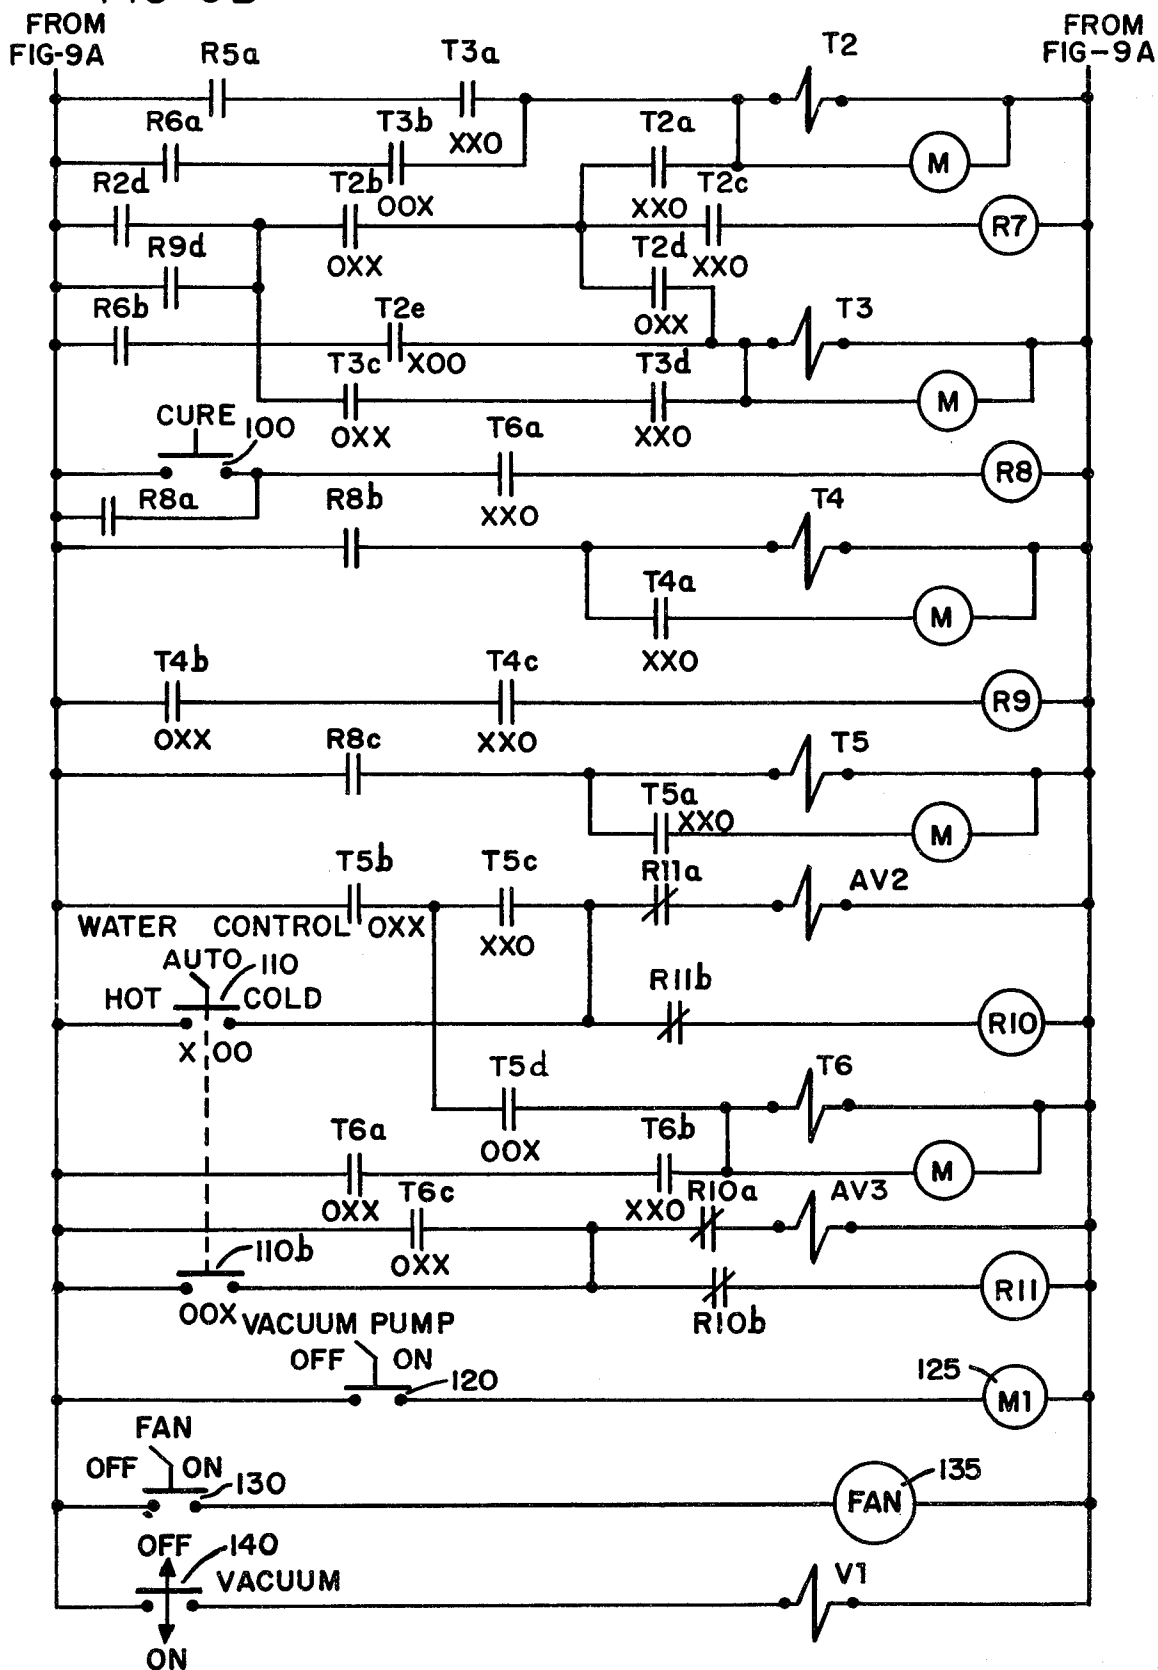 FROM
FIG-9A
FROM
FIG-9A
R5a
T3a
T2
XXO
R6a
T3b
T2a
M
OOX
XXO
R2d
T2b
T2c
R7
OXX
XXO
R9d
T2d
OXX
R6b
T2e
T3
XOO
T3c
T3d
M
OXX
XXO
CURE
100
T6a
R8
XXO
R8a
R8b
T4
T4a
M
XXO
T4b
T4c
R9
OXX
XXO
R8c
T5
T5a
XXO
M
T5b
T5c
R11a
AV2
OXX
XXO
WATER CONTROL
AUTO
110
HOT
COLD
R11b
R10
X OO
T5d
T6
OOX
T6a
T6b
M
OXX
XXO
T6c
R10a
AV3
OXX
110b
R11
OOX
R10b
VACUUM PUMP
OFF
ON
120
125
M1
FAN
OFF
ON
130
135
FAN
OFF
140
VACUUM
V1
ON